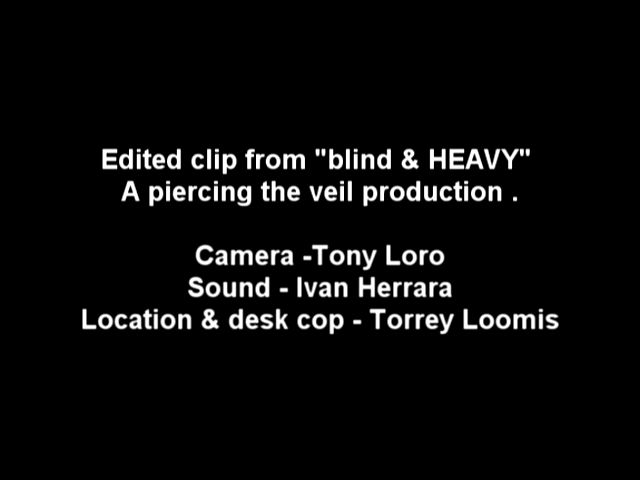 Edited clip from "blind & HEAVY"
A piercing the veil production .
Camera -Tony Loro
Sound - Ivan Herrara
Location & desk cop - Torrey Loomis